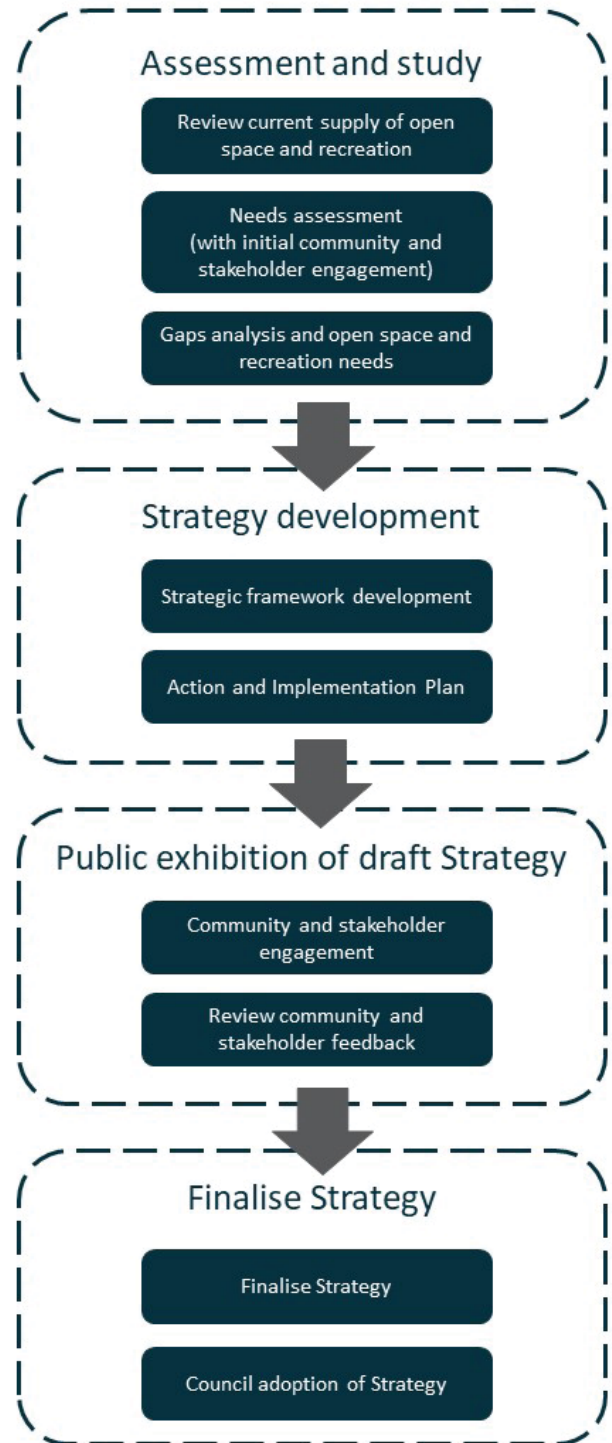 Assessment and study
Review current supply of open
space and recreation
Needs assessment
(with initial community and
stakeholder engagement)
Gaps analysis and open space and
recreation needs
Strategy development
Strategic framework development
Action and Implementation Plan
Public exhibition of draft Strategy
Community and stakeholder
engagement
Review community and
stakeholder feedback
Finalise Strategy
Finalise Strategy
Council adoption of Strategy